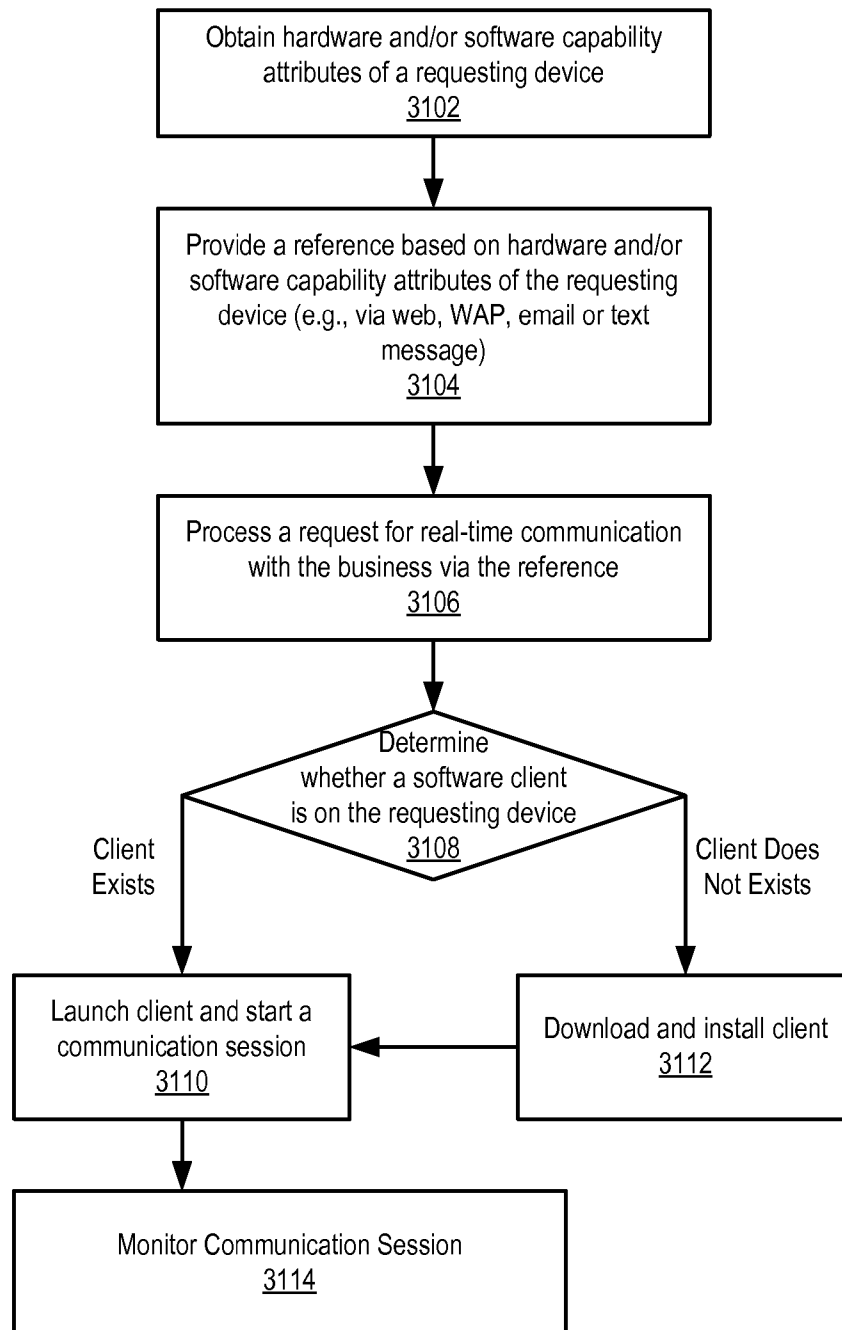 Obtain hardware and/or software capability
attributes of a requesting device
3102
Provide a reference based on hardware and/or
software capability attributes of the requesting
device (e.g., via web, WAP, email or text
message)
3104
Process a request for real-time communication
with the business via the reference
3106
Determine
whether a software client
is on the requesting device
3108
Client
Exists
Client Does
Not Exists
Launch client and start a
communication session
3110
Download and install client
3112
Monitor Communication Session
3114